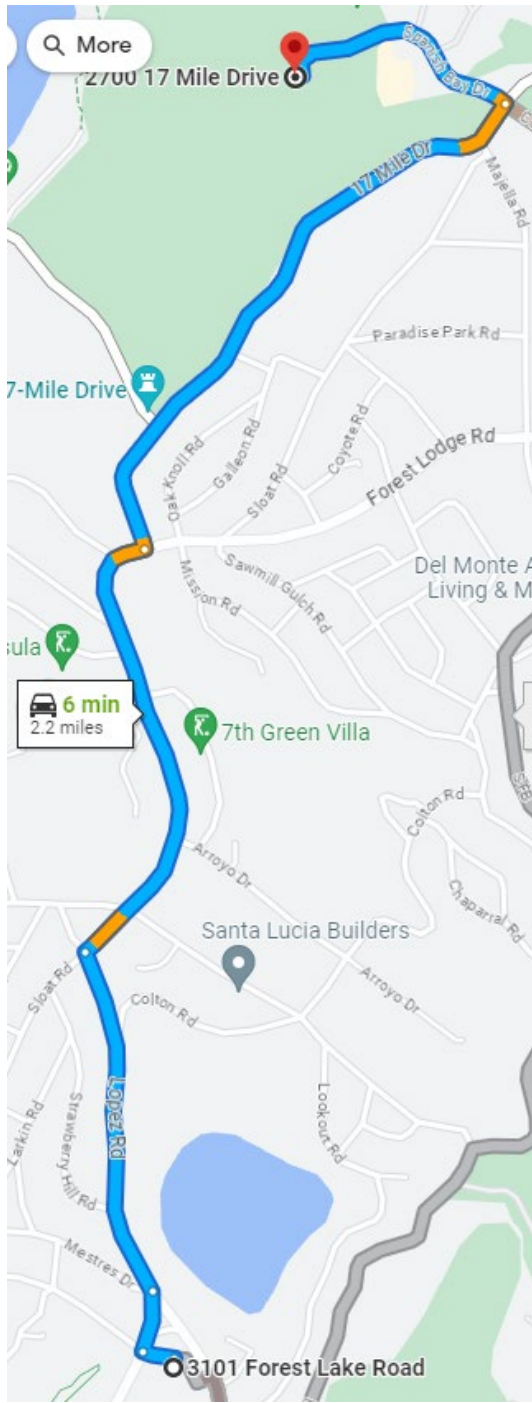 More
2700 17 Mile Drive
Spanish Bay Dr
17 Mile Dr
Majella Rd
Paradise Park Rd
7-Mile Drive
Oak Knoll Rd
Galleon Rd
Sloat Rd
Coyote Rd
Forest Lodge Rd
Sawmill Gulch Rd
Mission Rd
Del Monte A
Living & M
sula
6 min
2.2 miles
7th Green Villa
SFB
Colton Rd
Chaparral Rd
Arroyo Dr
Santa Lucia Builders
Sloat Rd
Colton Rd
Arroyo Dr
Lopez Rd
Lookout Rd
Larkin Rd
Strawberry Hill Rd
Mestres Dr
3101 Forest Lake Road